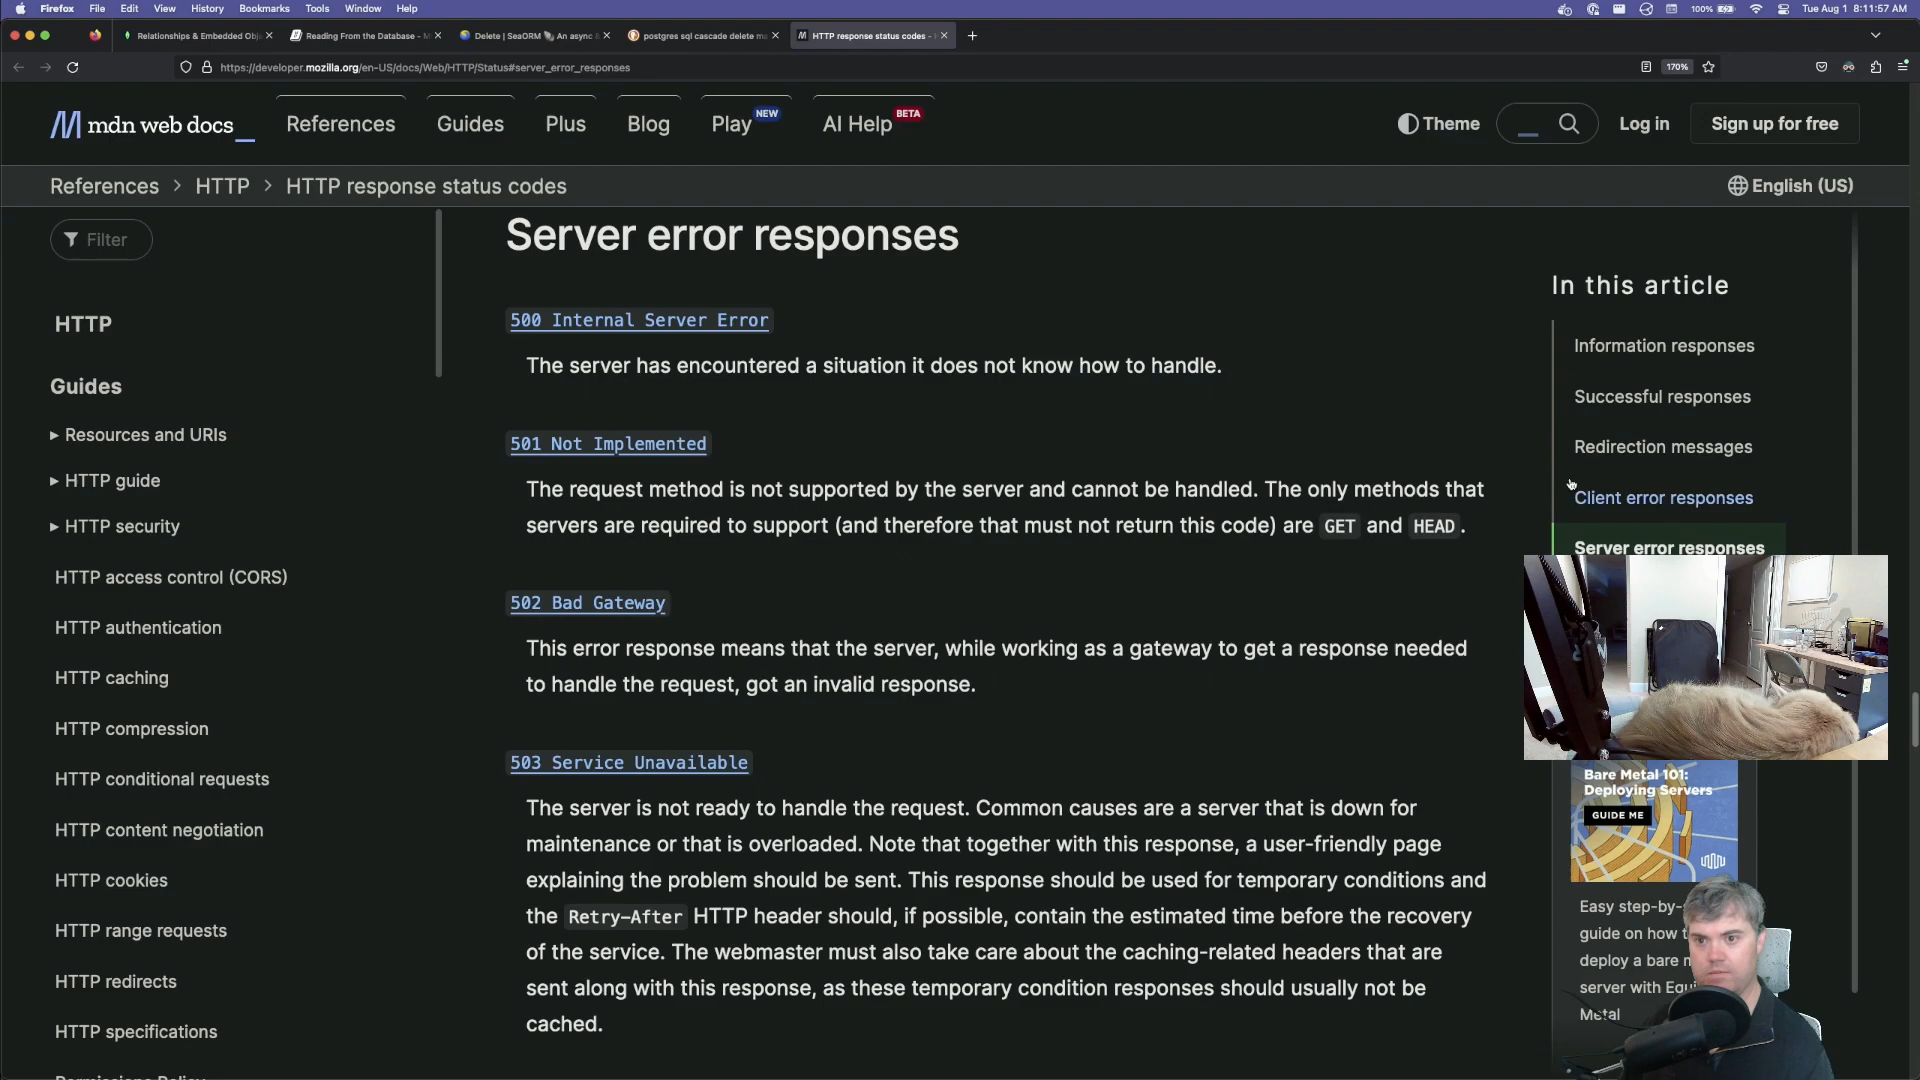 Firefox File Edit View History Bookmarks Tools Window Help 100% Tue Aug 1 8:11:57 AM
Relationships & Embedded Obj Reading From the Database - M Delete | SeaORM 🐚 An async & postgres sql cascade delete ma HTTP response status codes -
https://developer.mozilla.org/en-US/docs/Web/HTTP/Status#server_error_responses 170%
mdn web docs_ References Guides Plus Blog Play NEW AI Help BETA Theme Log in Sign up for free
References > HTTP > HTTP response status codes English (US)
Filter
HTTP
Guides
▸ Resources and URIs
▸ HTTP guide
▸ HTTP security
HTTP access control (CORS)
HTTP authentication
HTTP caching
HTTP compression
HTTP conditional requests
HTTP content negotiation
HTTP cookies
HTTP range requests
HTTP redirects
HTTP specifications
Permissions Policy
Server error responses
500 Internal Server Error
The server has encountered a situation it does not know how to handle.
501 Not Implemented
The request method is not supported by the server and cannot be handled. The only methods that
servers are required to support (and therefore that must not return this code) are GET and HEAD.
502 Bad Gateway
This error response means that the server, while working as a gateway to get a response needed
to handle the request, got an invalid response.
503 Service Unavailable
The server is not ready to handle the request. Common causes are a server that is down for
maintenance or that is overloaded. Note that together with this response, a user-friendly page
explaining the problem should be sent. This response should be used for temporary conditions and
the Retry-After HTTP header should, if possible, contain the estimated time before the recovery
of the service. The webmaster must also take care about the caching-related headers that are
sent along with this response, as these temporary condition responses should usually not be
cached.
In this article
Information responses
Successful responses
Redirection messages
Client error responses
Server error responses
Bare Metal 101:
Deploying Servers
GUIDE ME
Easy step-by-
guide on how t
deploy a bare m
server with Equi
Metal